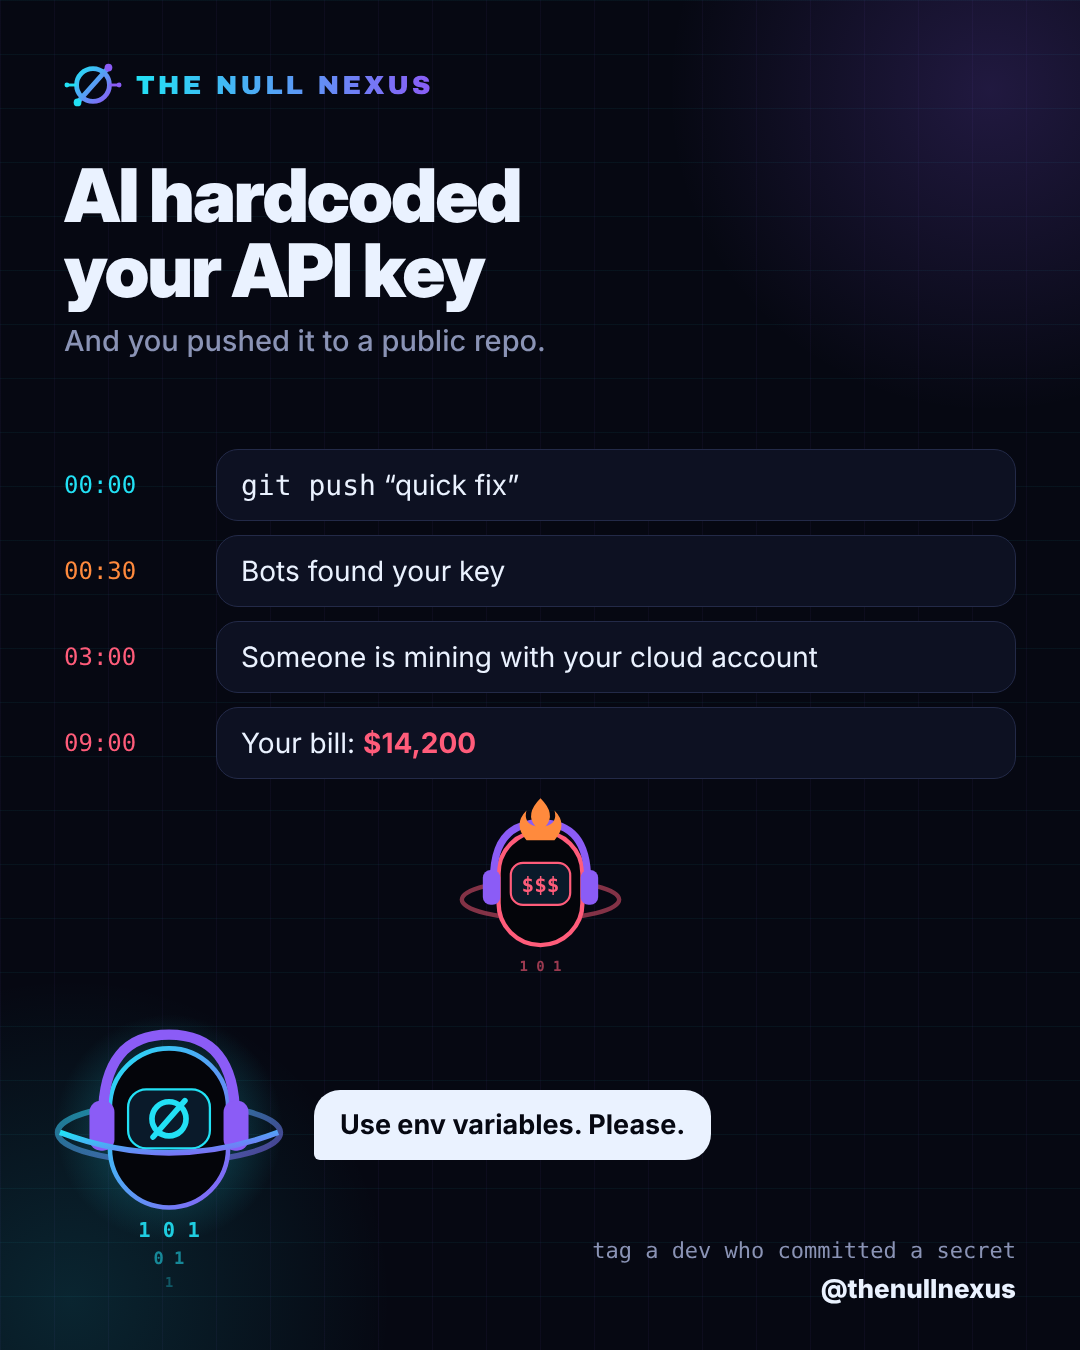 THE NULL NEXUS
AI hardcoded
your API key
And you pushed it to a public repo.
00:00
git push “quick fix”
00:30
Bots found your key
03:00
Someone is mining with your cloud account
09:00
Your bill: $14,200
$$$
1 0 1
Ø
Use env variables. Please.
1 0 1
0 1
1
tag a dev who committed a secret
@thenullnexus